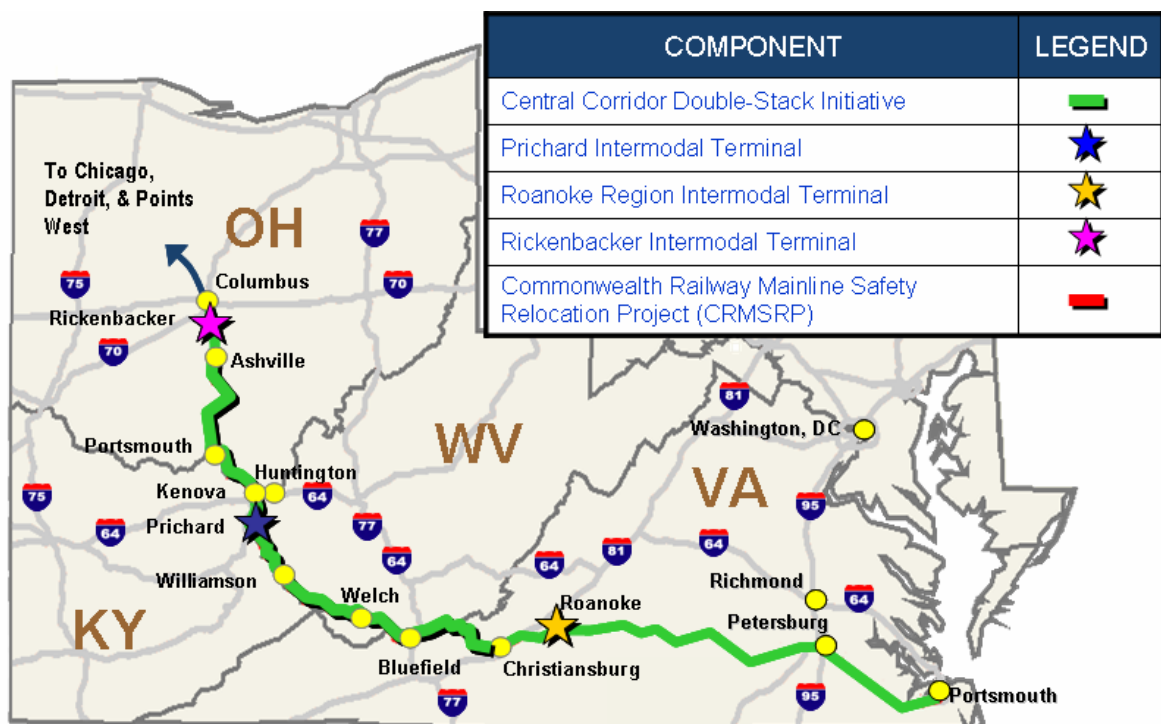 COMPONENT LEGEND
Central Corridor Double-Stack Initiative
Prichard Intermodal Terminal
Roanoke Region Intermodal Terminal
Rickenbacker Intermodal Terminal
Commonwealth Railway Mainline Safety
Relocation Project (CRMSRP)
To Chicago,
Detroit, & Points
West
OH
77
75
70
Columbus
Rickenbacker
70
Ashville
81
Washington, DC
WV
Portsmouth
Huntington
VA
75
Kenova
64
95
77
Prichard
64
64
81
64
64
Williamson
Richmond
64
Welch
Roanoke
KY
Petersburg
Bluefield
Christiansburg
77
95
Portsmouth